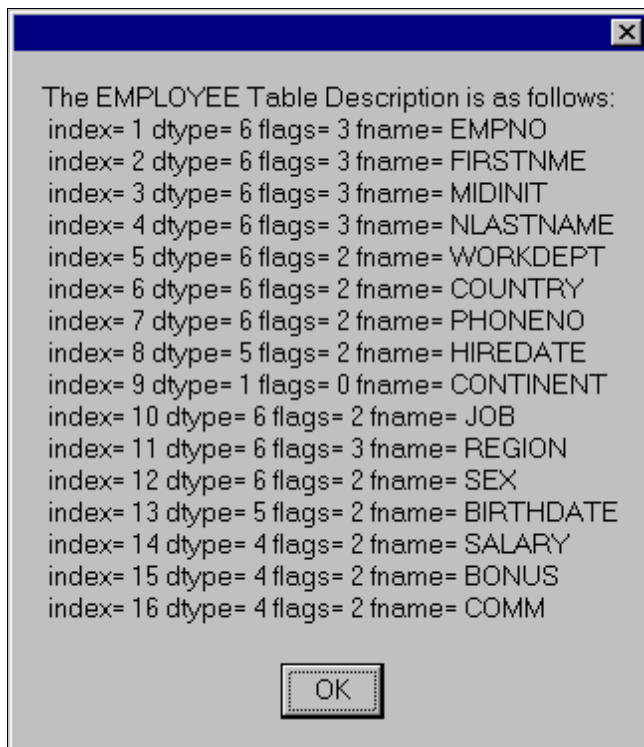 The EMPLOYEE Table Description is as follows:
index= 1 dtype= 6 flags= 3 fname= EMPNO
index= 2 dtype= 6 flags= 3 fname= FIRSTNME
index= 3 dtype= 6 flags= 3 fname= MIDINIT
index= 4 dtype= 6 flags= 3 fname= NLASTNAME
index= 5 dtype= 6 flags= 2 fname= WORKDEPT
index= 6 dtype= 6 flags= 2 fname= COUNTRY
index= 7 dtype= 6 flags= 2 fname= PHONENO
index= 8 dtype= 5 flags= 2 fname= HIREDATE
index= 9 dtype= 1 flags= 0 fname= CONTINENT
index= 10 dtype= 6 flags= 2 fname= JOB
index= 11 dtype= 6 flags= 3 fname= REGION
index= 12 dtype= 6 flags= 2 fname= SEX
index= 13 dtype= 5 flags= 2 fname= BIRTHDATE
index= 14 dtype= 4 flags= 2 fname= SALARY
index= 15 dtype= 4 flags= 2 fname= BONUS
index= 16 dtype= 4 flags= 2 fname= COMM
OK